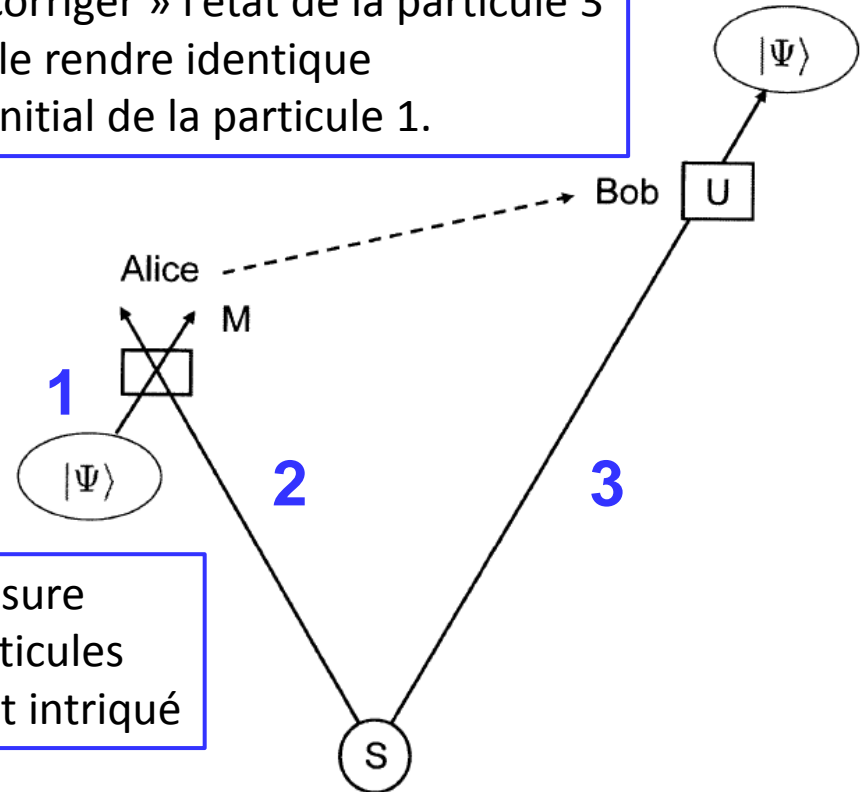 corriger » l'état de la particule 3
le rendre identique
nitial de la particule 1.
|Ψ⟩
Bob
U
Alice
M
1
|Ψ⟩
2
3
sure
ticules
t intriqué
S